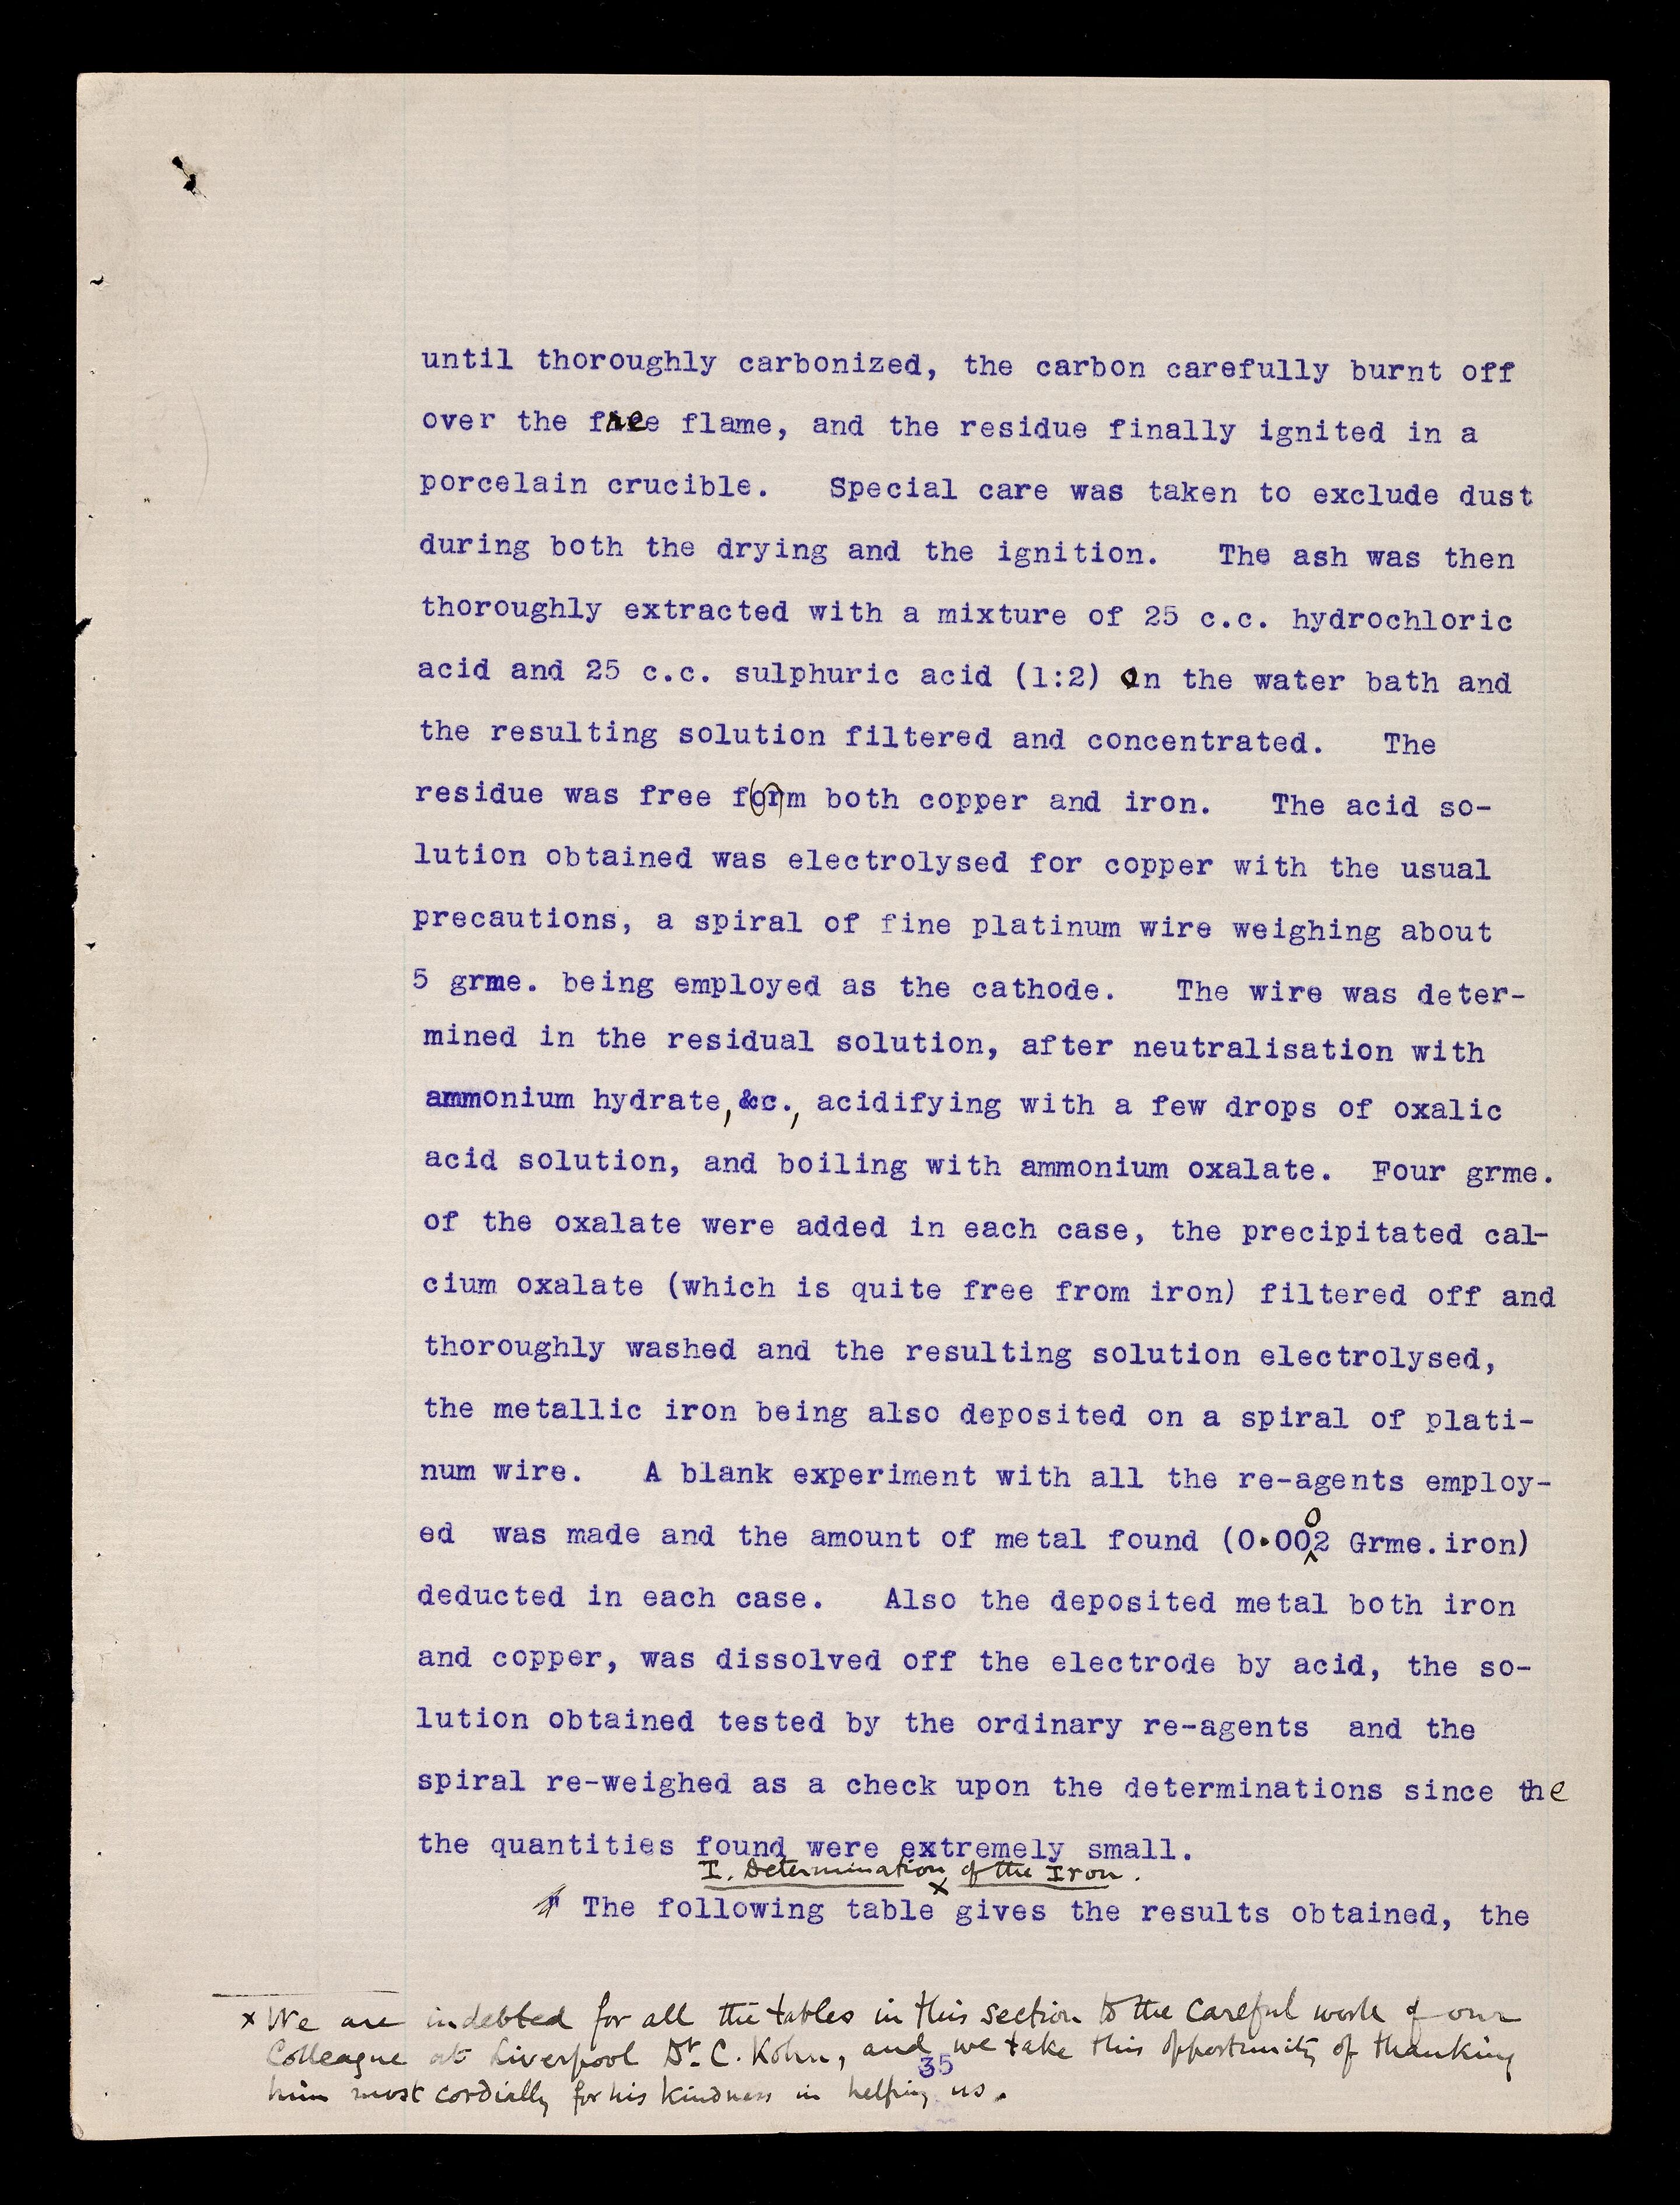 until thoroughly carbonized, the carbon carefully burnt off
over the free flame, and the residue finally ignited in a
porcelain crucible. Special care was taken to exclude dust
during both the drying and the ignition. The ash was then
thoroughly extracted with a mixture of 25 c.c. hydrochloric
acid and 25 c.c. sulphuric acid (1:2) on the water bath and
the resulting solution filtered and concentrated. The
residue was free form both copper and iron. The acid so-
lution obtained was electrolysed for copper with the usual
precautions, a spiral of fine platinum wire weighing about
5 grme. being employed as the cathode. The wire was deter-
mined in the residual solution, after neutralisation with
ammonium hydrate, &c., acidifying with a few drops of oxalic
acid solution, and boiling with ammonium oxalate. Four grme.
of the oxalate were added in each case, the precipitated cal-
cium oxalate (which is quite free from iron) filtered off and
thoroughly washed and the resulting solution electrolysed,
the metallic iron being also deposited on a spiral of plati-
num wire. A blank experiment with all the re-agents employ-
ed was made and the amount of metal found (0.0002 Grme.iron)
deducted in each case. Also the deposited metal both iron
and copper, was dissolved off the electrode by acid, the so-
lution obtained tested by the ordinary re-agents and the
spiral re-weighed as a check upon the determinations since the
the quantities found were extremely small.
I. Determination of the Iron.
The following table x gives the results obtained, the
x We are indebted for all the tables in this section to the careful work of our
Colleague at Liverpool Dr. C. Kohn, and we take this opportunity of thanking
him most cordially for his kindness in helping us.
35